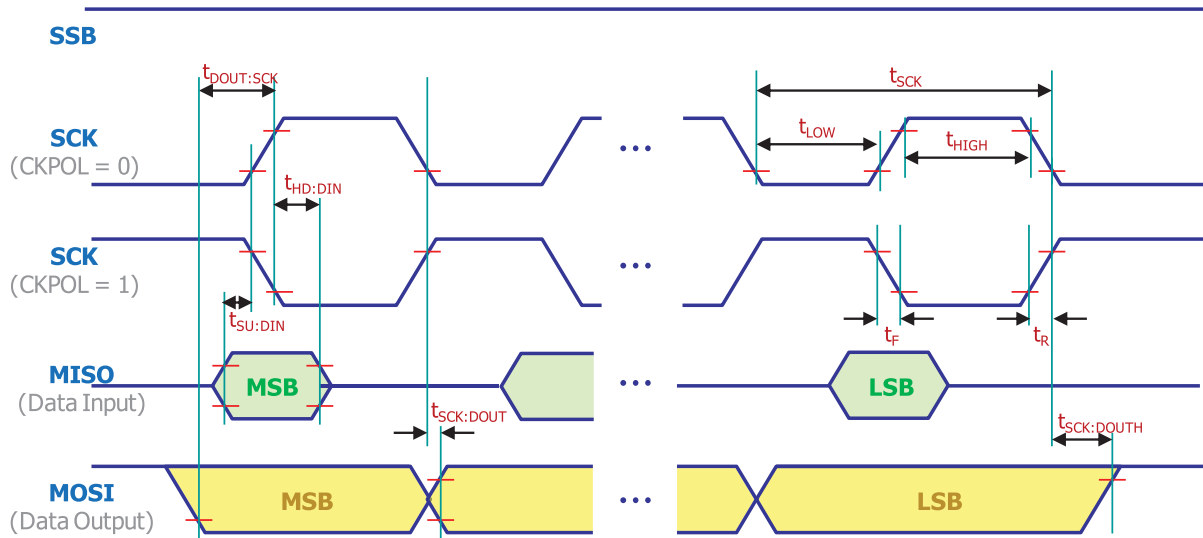 SSB
tDOUT:SCK
tSCK
SCK
(CKPOL = 0)
tLOW
tHIGH
...
tHD:DIN
SCK
(CKPOL = 1)
...
tSU:DIN
tF
tR
MISO
(Data Input)
MSB
...
LSB
tSCK:DOUT
tSCK:DOUTH
MOSI
(Data Output)
MSB
...
LSB